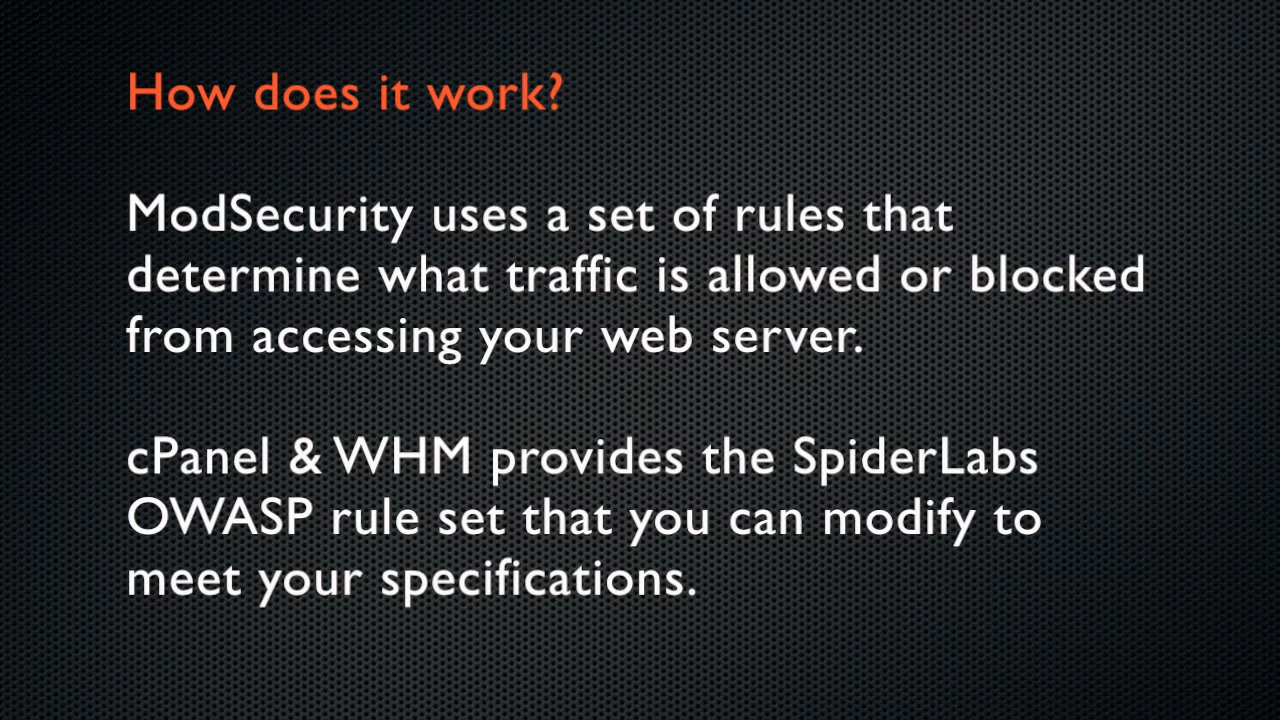 How does it work?
ModSecurity uses a set of rules that
determine what traffic is allowed or blocked
from accessing your web server.
cPanel & WHM provides the SpiderLabs
OWASP rule set that you can modify to
meet your specifications.